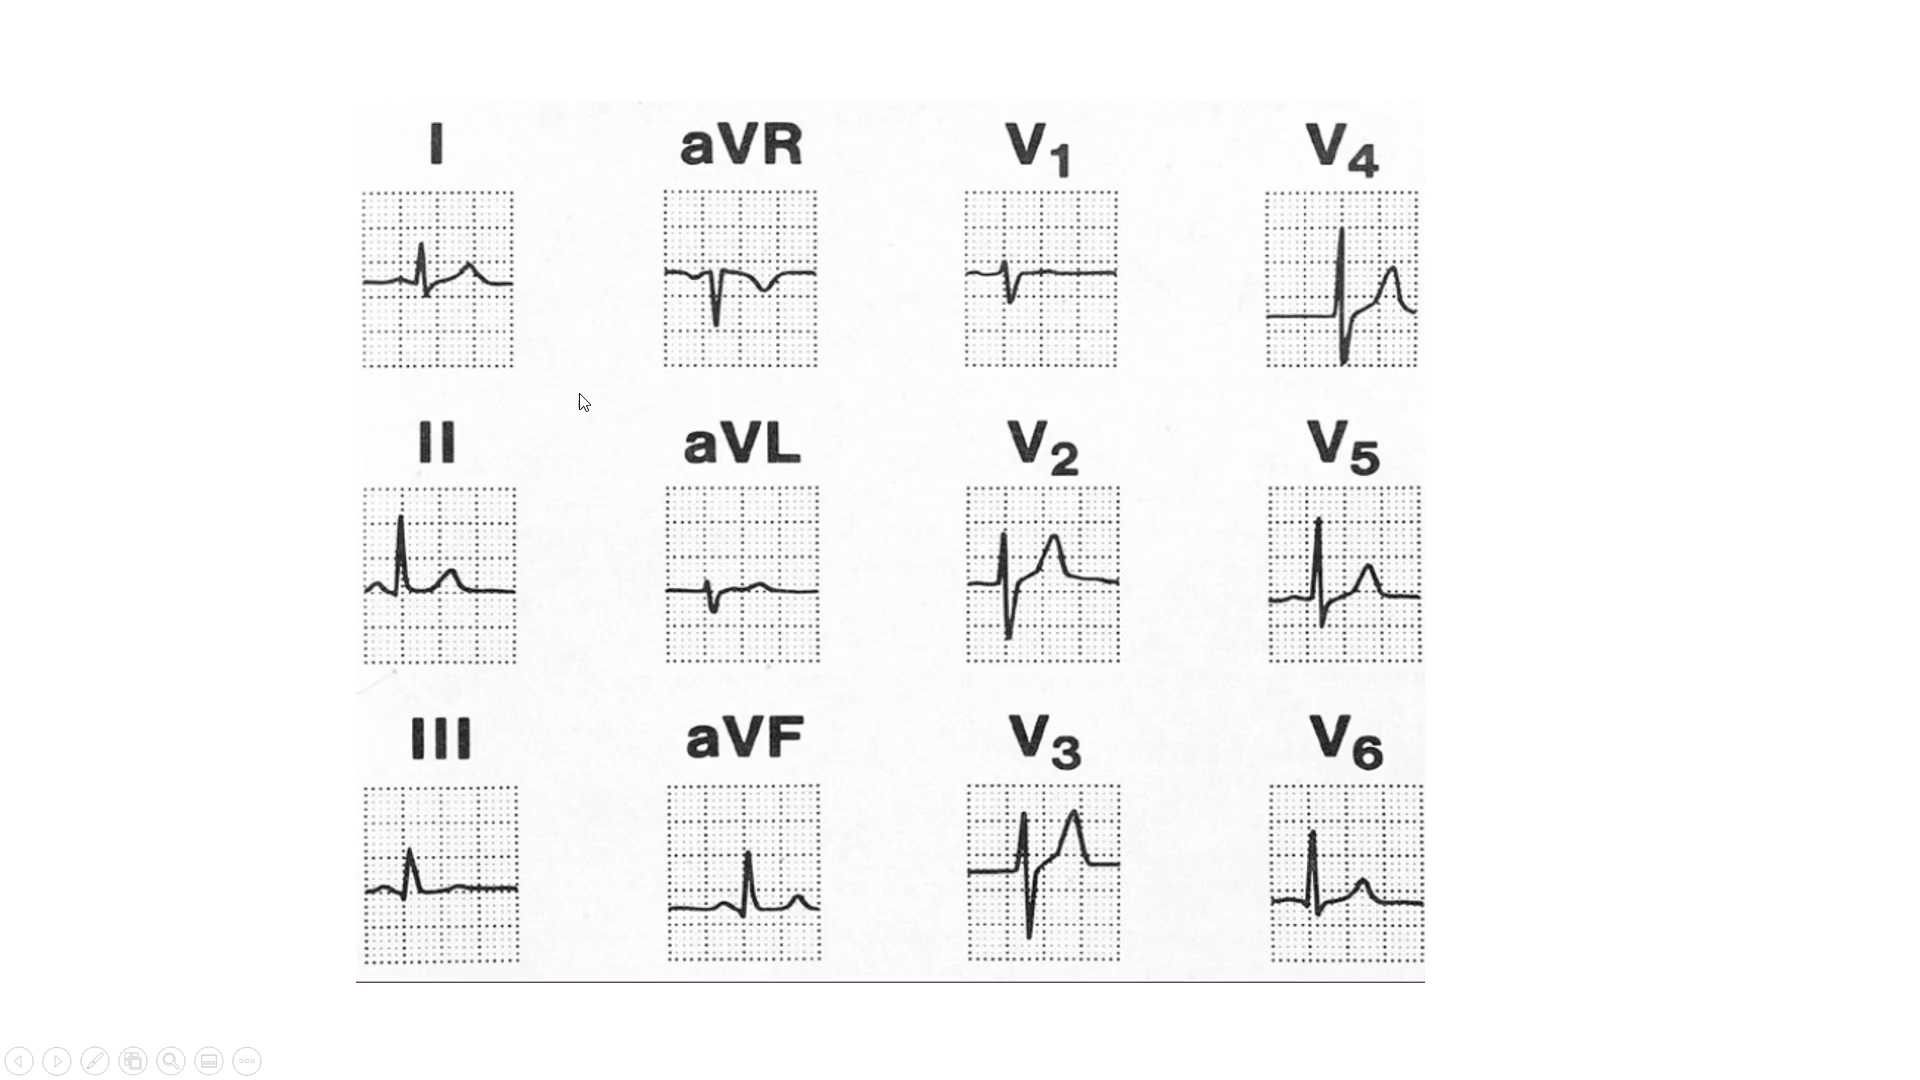 I aVR V₁ V₄
II aVL V₂ V₅
III aVF V₃ V₆